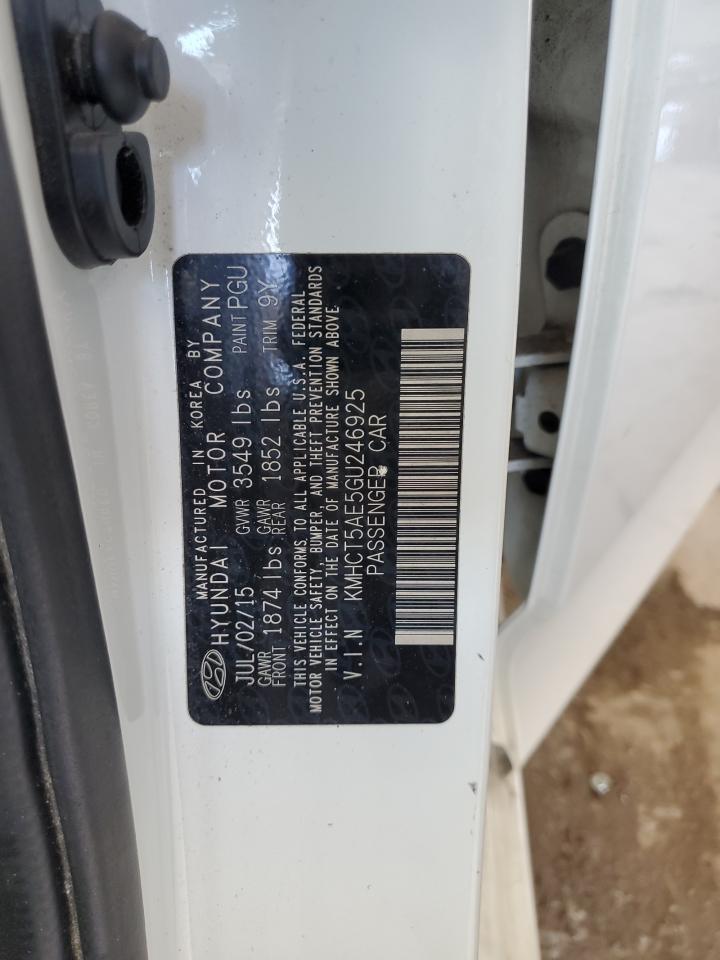 MANUFACTURED IN KOREA BY
HYUNDAI MOTOR COMPANY
JUL/02/15 GVWR 3549 lbs PAINT PGU
GAWR FRONT 1874 lbs GAWR REAR 1852 lbs TRIM 9Y
THIS VEHICLE CONFORMS TO ALL APPLICABLE U.S.A. FEDERAL
MOTOR VEHICLE SAFETY, BUMPER, AND THEFT PREVENTION STANDARDS
IN EFFECT ON THE DATE OF MANUFACTURE SHOWN ABOVE
V.I.N KMHCT5AE5GU246925
PASSENGER CAR